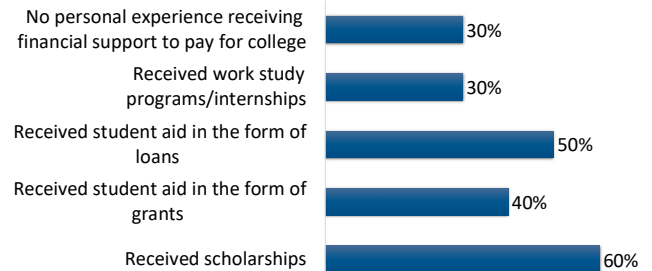 No personal experience receiving
financial support to pay for college
30%
Received work study
programs/internships
30%
Received student aid in the form of
loans
50%
Received student aid in the form of
grants
40%
Received scholarships
60%